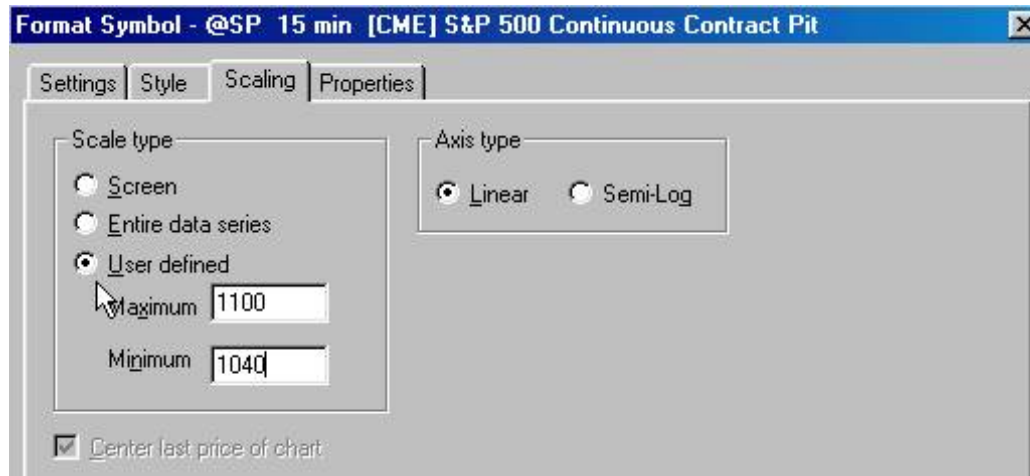 Format Symbol - @SP 15 min [CME] S&P 500 Continuous Contract Pit
Settings Style Scaling Properties
Scale type
Screen
Entire data series
User defined
Maximum 1100
Minimum 1040
Axis type
Linear Semi-Log
Center last price of chart